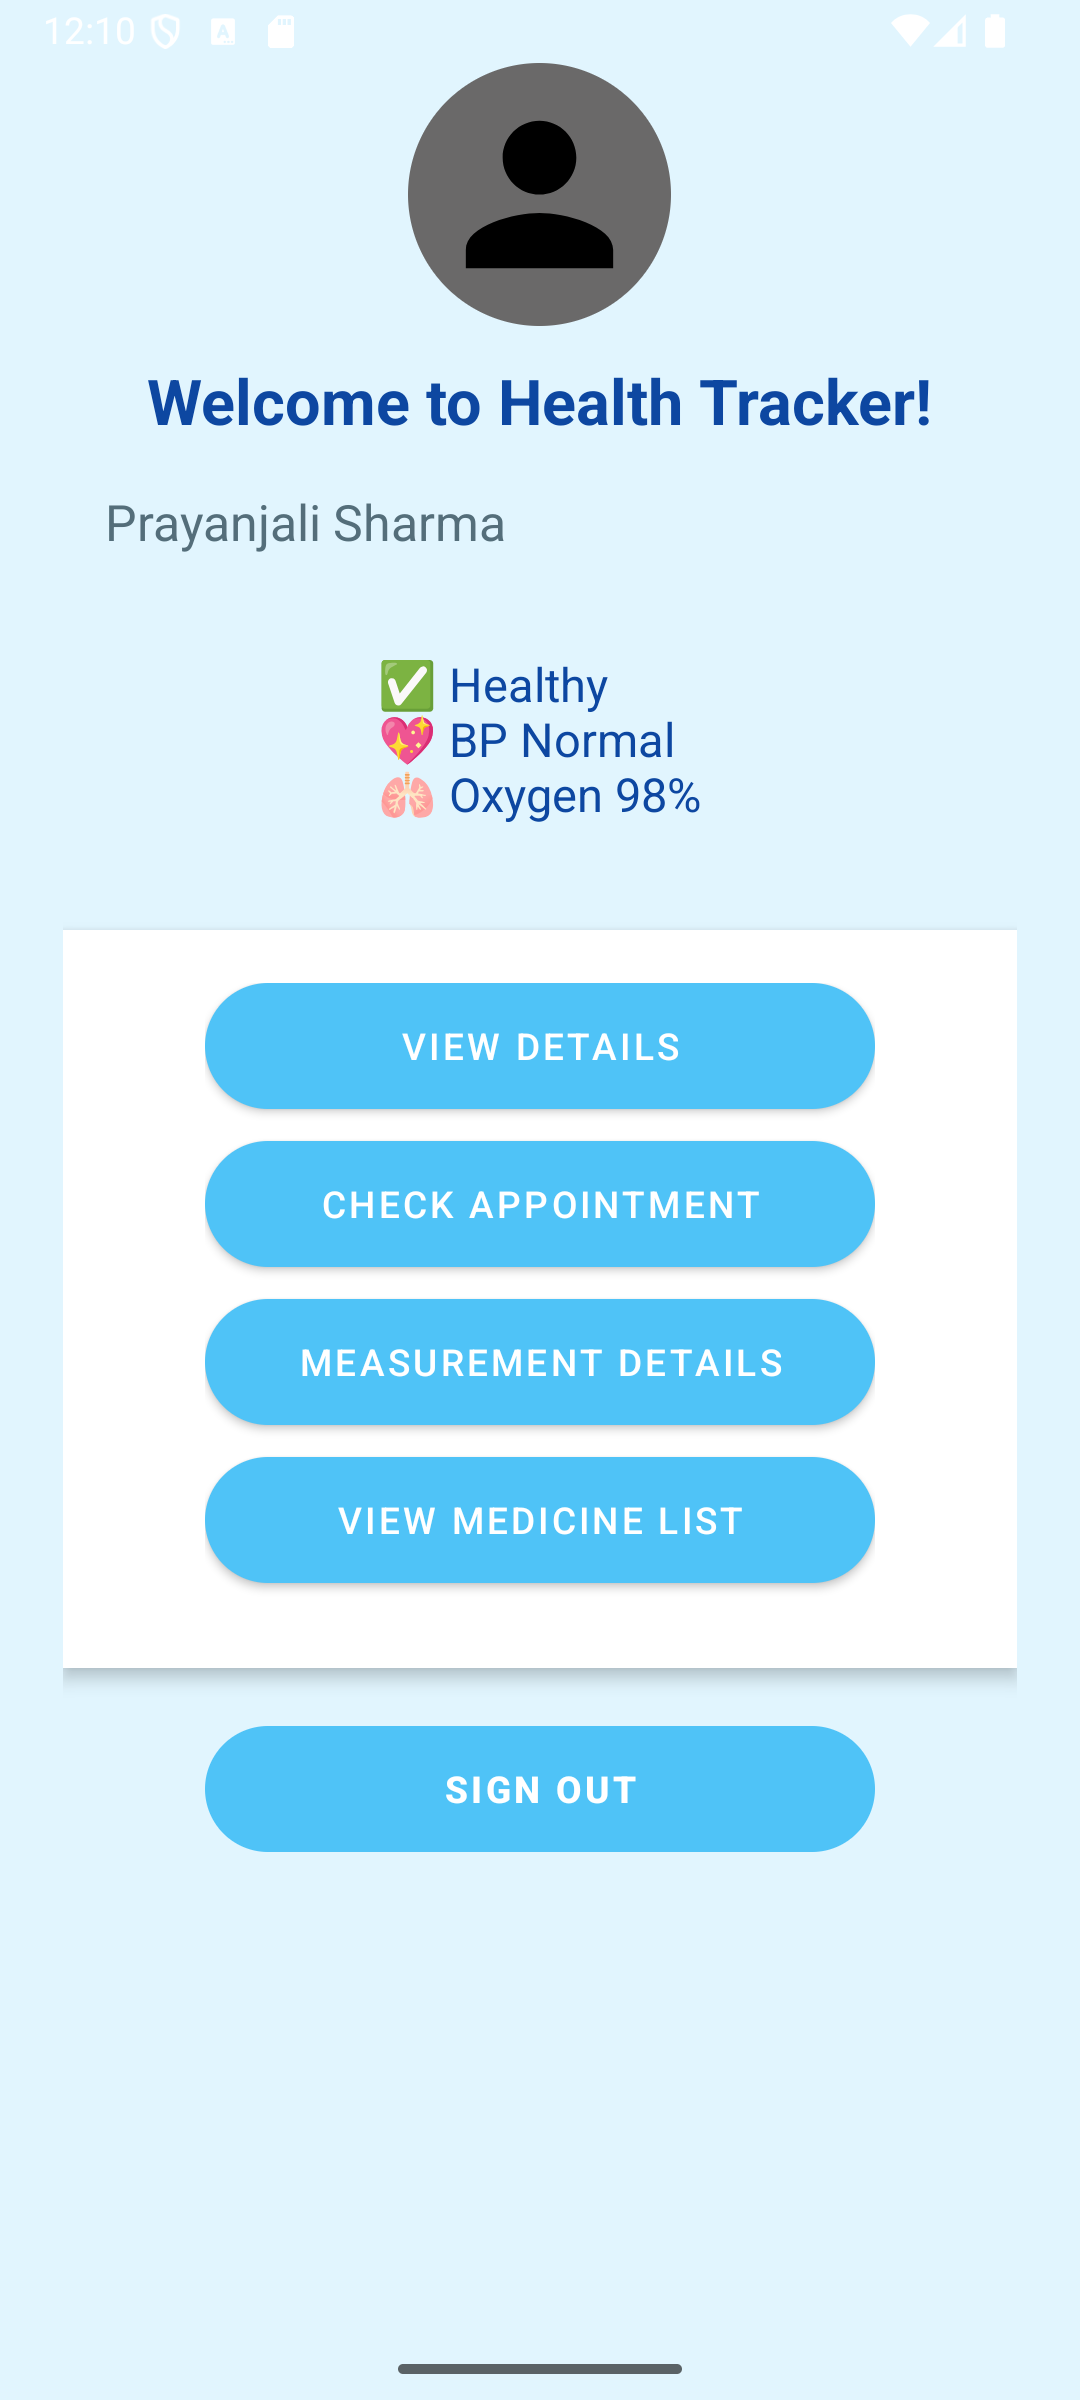 12:10
Welcome to Health Tracker!
Prayanjali Sharma
✅ Healthy
💖 BP Normal
🫁 Oxygen 98%
VIEW DETAILS
CHECK APPOINTMENT
MEASUREMENT DETAILS
VIEW MEDICINE LIST
SIGN OUT